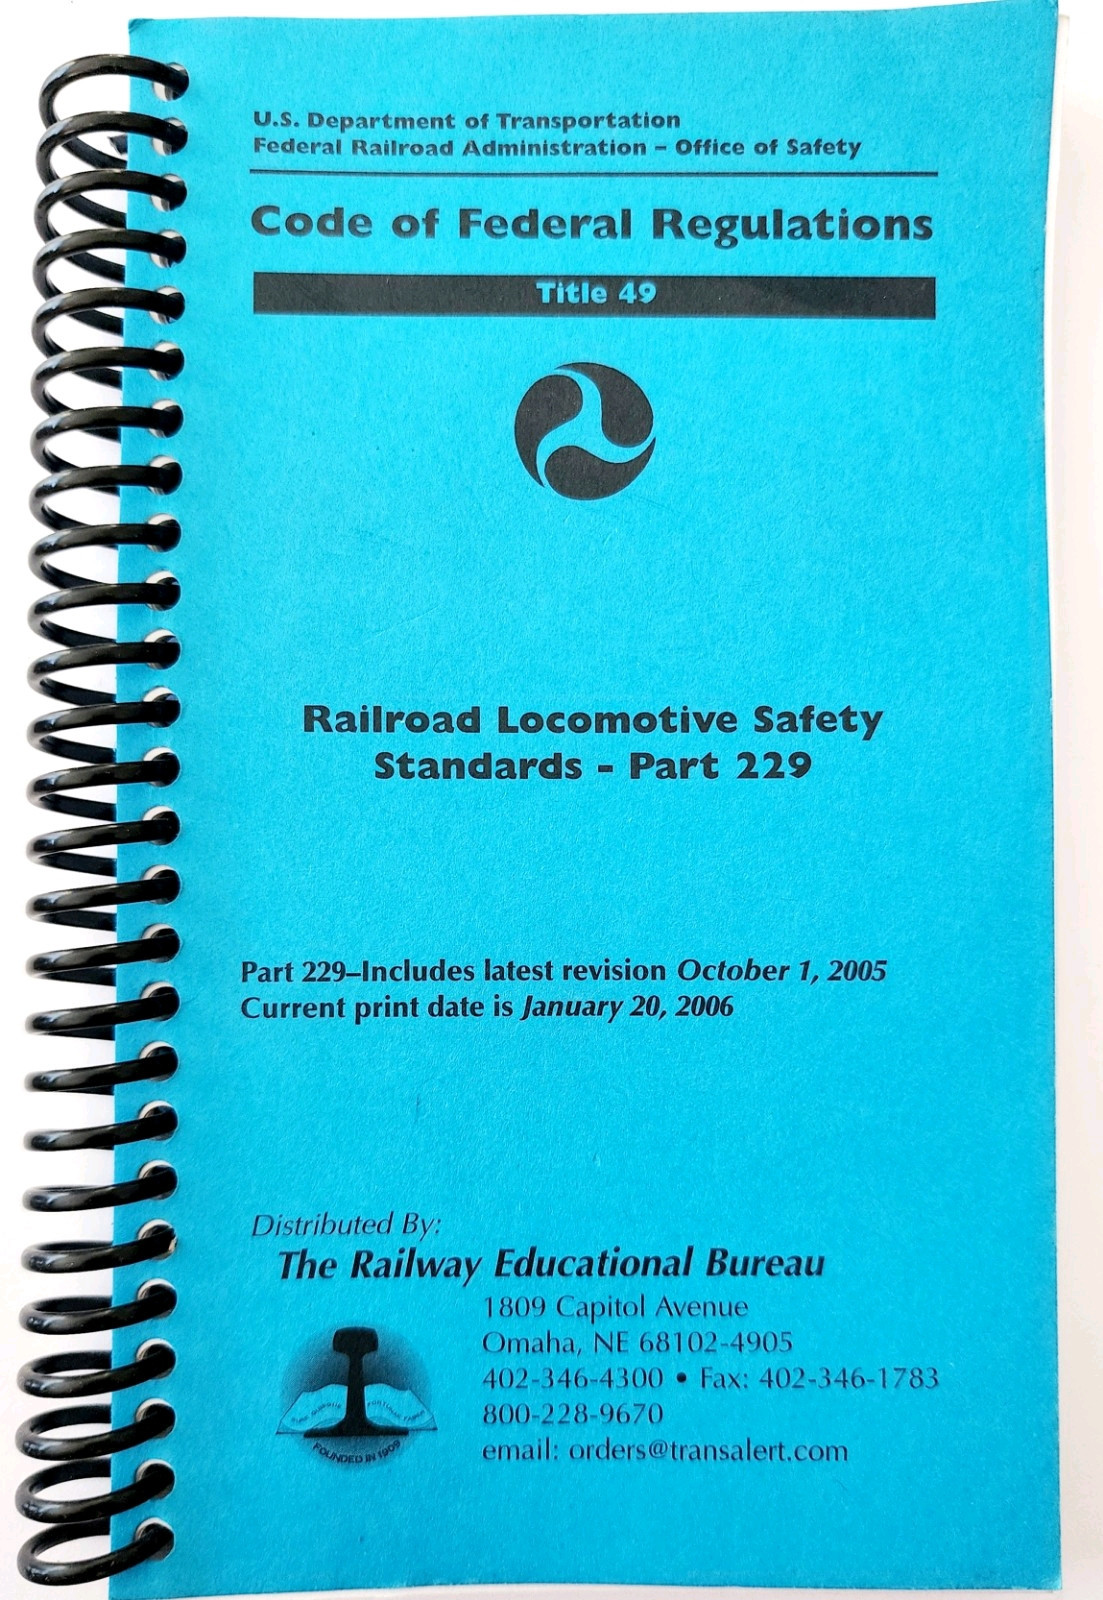 U.S. Department of Transportation
Federal Railroad Administration – Office of Safety
Code of Federal Regulations
Title 49
Railroad Locomotive Safety
Standards - Part 229
Part 229–Includes latest revision October 1, 2005
Current print date is January 20, 2006
Distributed By:
The Railway Educational Bureau
1809 Capitol Avenue
Omaha, NE 68102-4905
402-346-4300 • Fax: 402-346-1783
800-228-9670
email: orders@transalert.com
FOUNDED IN 1909